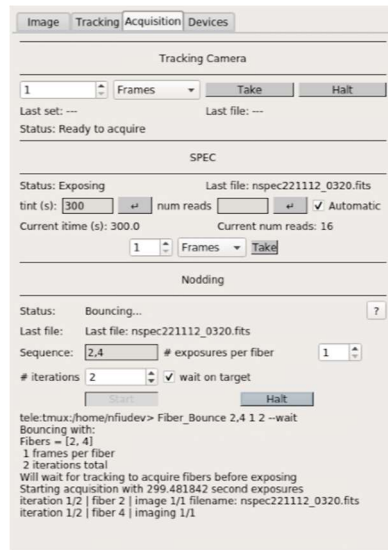 Image Tracking Acquisition Devices
Tracking Camera
1 Frames Take Halt
Last set: --- Last file: ---
Status: Ready to acquire
SPEC
Status: Exposing Last file: nspec221112_0320.fits
tint (s): 300 ↵ num reads ↵ Automatic
Current itime (s): 300.0 Current num reads: 16
1 Frames Take
Nodding
Status: Bouncing... ?
Last file: Last file: nspec221112_0320.fits
Sequence: 2,4 # exposures per fiber 1
# iterations 2 wait on target
Start Halt
tele:tmux:/home/nfiudev> Fiber_Bounce 2,4 1 2 --wait
Bouncing with:
Fibers = [2, 4]
1 frames per fiber
2 iterations total
Will wait for tracking to acquire fibers before exposing
Starting acquisition with 299.481842 second exposures
iteration 1/2 | fiber 2 | image 1/1 filename: nspec221112_0320.fits
iteration 1/2 | fiber 4 | imaging 1/1